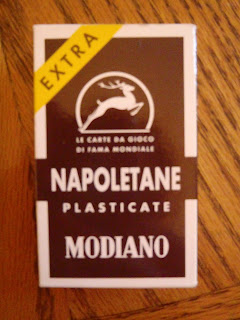 EXTRA
LE CARTE DA GIOCO
DI FAMA MONDIALE
NAPOLETANE
PLASTICATE
MODIANO